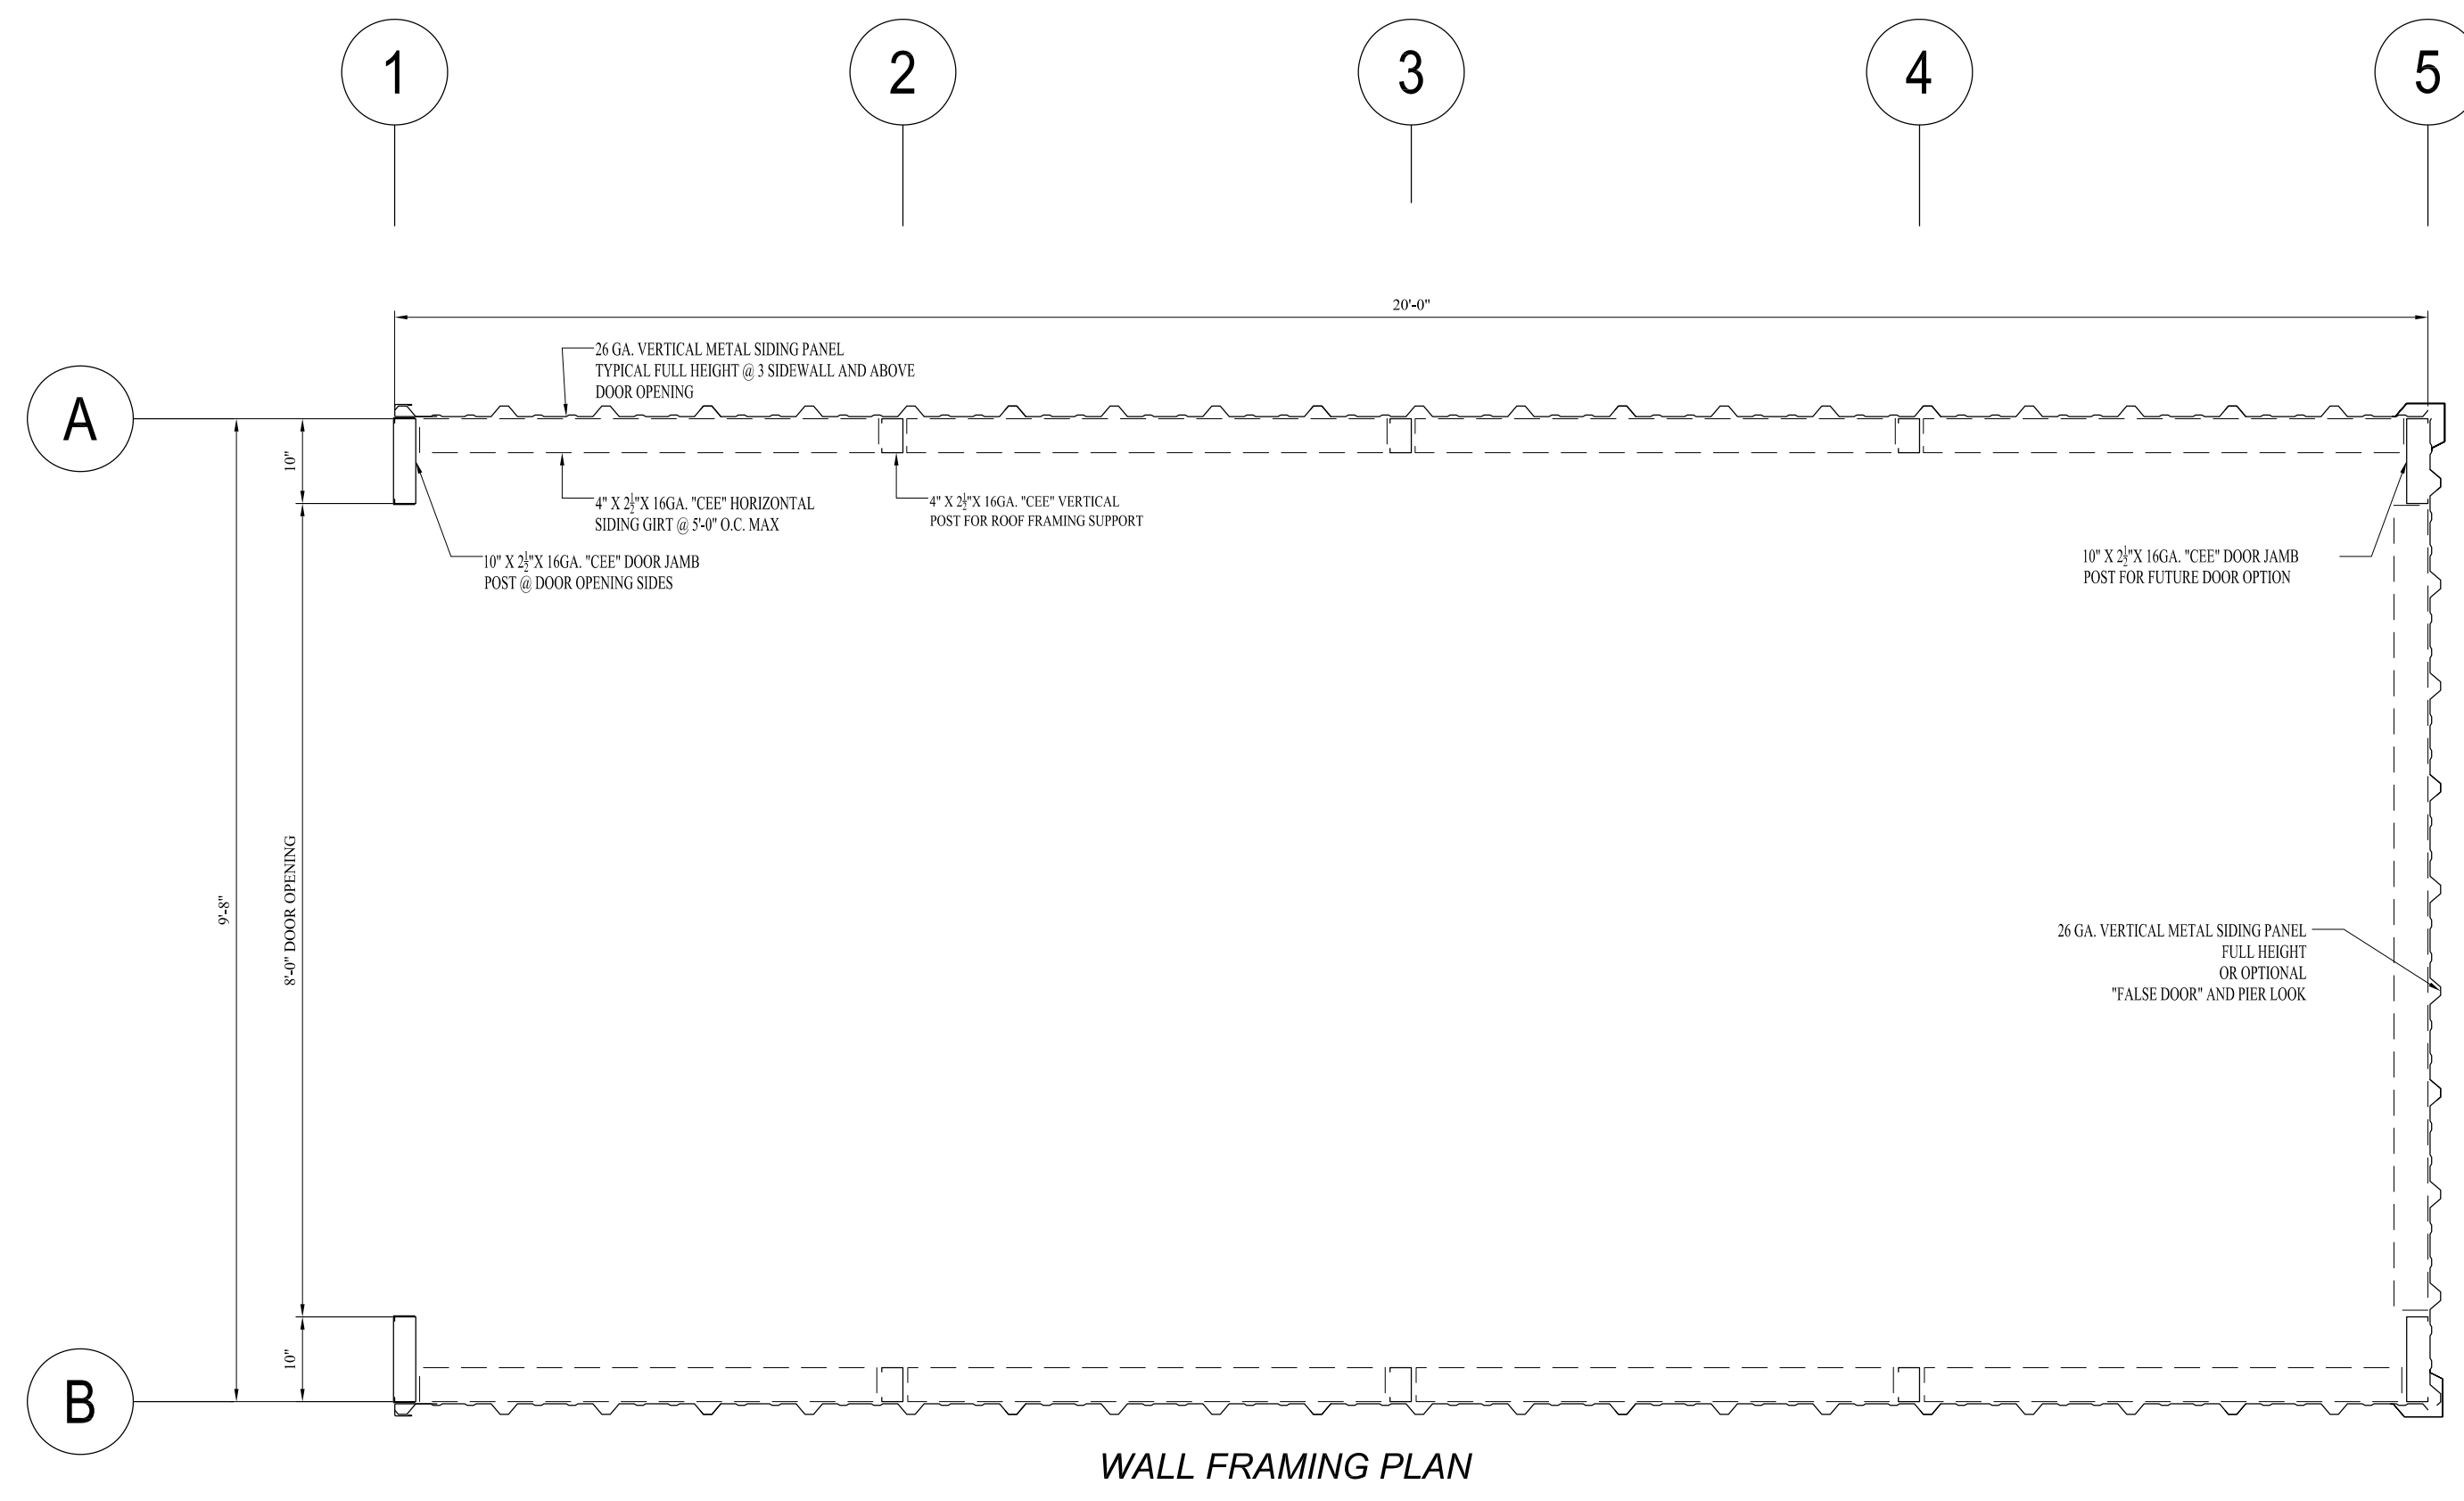 1
2
3
4
5
20'-0"
26 GA. VERTICAL METAL SIDING PANEL
TYPICAL FULL HEIGHT @ 3 SIDEWALL AND ABOVE
DOOR OPENING
A
10"
4" X 2½"X 16GA. "CEE" HORIZONTAL
SIDING GIRT @ 5'-0" O.C. MAX
4" X 2½"X 16GA. "CEE" VERTICAL
POST FOR ROOF FRAMING SUPPORT
10" X 2½"X 16GA. "CEE" DOOR JAMB
POST @ DOOR OPENING SIDES
10" X 2½"X 16GA. "CEE" DOOR JAMB
POST FOR FUTURE DOOR OPTION
9'-8"
8'-0" DOOR OPENING
26 GA. VERTICAL METAL SIDING PANEL
FULL HEIGHT
OR OPTIONAL
"FALSE DOOR" AND PIER LOOK
10"
B
WALL FRAMING PLAN